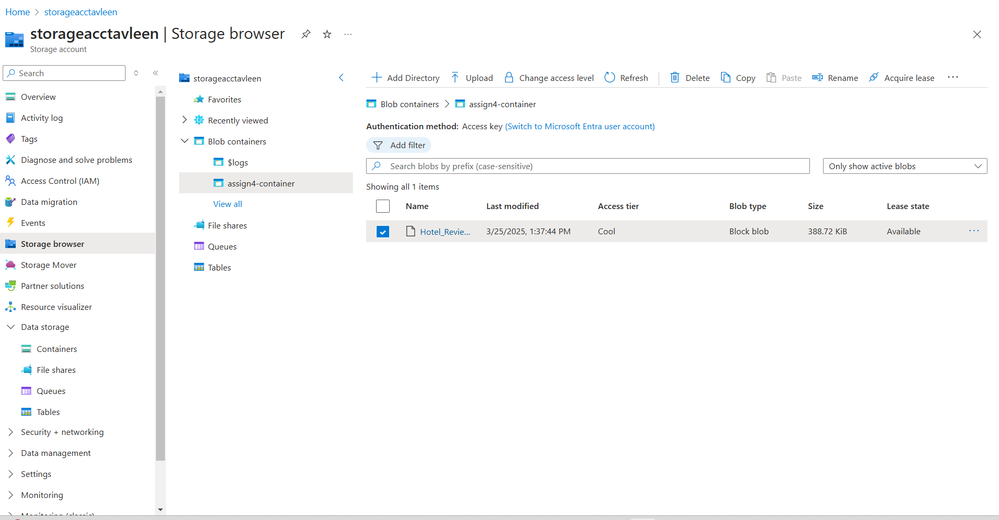 Home > storageacctavleen
storageacctavleen | Storage browser
Storage account
Search
Overview
Activity log
Tags
Diagnose and solve problems
Access Control (IAM)
Data migration
Events
Storage browser
Storage Mover
Partner solutions
Resource visualizer
Data storage
Containers
File shares
Queues
Tables
Security + networking
Data management
Settings
Monitoring
Monitoring (classic)
storageacctavleen
Favorites
Recently viewed
Blob containers
$logs
assign4-container
View all
File shares
Queues
Tables
Add Directory Upload Change access level Refresh Delete Copy Paste Rename Acquire lease ...
Blob containers > assign4-container
Authentication method: Access key (Switch to Microsoft Entra user account)
Add filter
Search blobs by prefix (case-sensitive) Only show active blobs
Showing all 1 items
Name Last modified Access tier Blob type Size Lease state
Hotel_Revie... 3/25/2025, 1:37:44 PM Cool Block blob 388.72 KiB Available ...